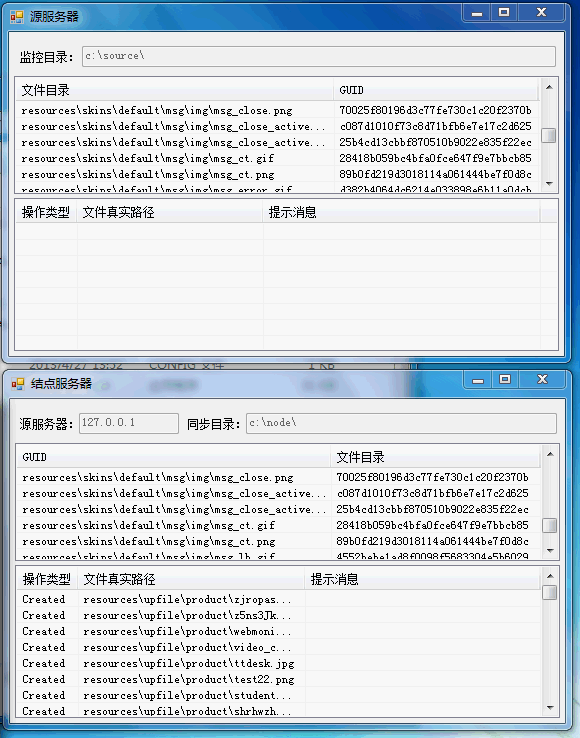 源服务器
监控目录: c:\source\
文件目录 GUID
resources\skins\default\msg\img\msg_close.png 70025f80196d3c77fe730c1c20f2370b
resources\skins\default\msg\img\msg_close_active... c087d1010f73c8d71bfb6e7e17c2d625
resources\skins\default\msg\img\msg_close_active... 25b4cd13cbbf870510b9022e835f22ec
resources\skins\default\msg\img\msg_ct.gif 28418b059bc4bfa0fce647f9e7bbcb85
resources\skins\default\msg\img\msg_ct.png 89b0fd219d3018114a061444be7f0d8c
resources\skins\default\msg\img\msg_error.gif d382b4064dc6214e033898e6b11a0dcb
操作类型 文件真实路径 提示消息
2013/4/27 13:52 CONFIG 文件 1 KB
结点服务器
源服务器: 127.0.0.1 同步目录: c:\node\
GUID 文件目录
resources\skins\default\msg\img\msg_close.png 70025f80196d3c77fe730c1c20f2370b
resources\skins\default\msg\img\msg_close_active... c087d1010f73c8d71bfb6e7e17c2d625
resources\skins\default\msg\img\msg_close_active... 25b4cd13cbbf870510b9022e835f22ec
resources\skins\default\msg\img\msg_ct.gif 28418b059bc4bfa0fce647f9e7bbcb85
resources\skins\default\msg\img\msg_ct.png 89b0fd219d3018114a061444be7f0d8c
resources\skins\default\msg\img\msg_lb.gif 4552bebe1ad8f0098f5683304e5b6029
操作类型 文件真实路径 提示消息
Created resources\upfile\product\zjropas...
Created resources\upfile\product\z5ns3Jk...
Created resources\upfile\product\webmoni...
Created resources\upfile\product\video_c...
Created resources\upfile\product\ttdesk.jpg
Created resources\upfile\product\test22.png
Created resources\upfile\product\student...
Created resources\upfile\product\shrhwzh...